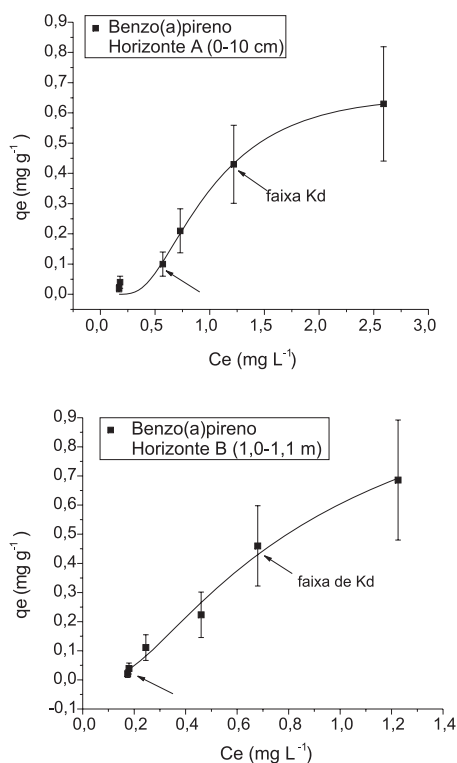 Benzo(a)pireno
Horizonte A (0-10 cm)
0,9
0,8
0,7
0,6
0,5
0,4
0,3
0,2
0,1
0,0
qe (mg g⁻¹)
faixa Kd
0,0 0,5 1,0 1,5 2,0 2,5 3,0
Ce (mg L⁻¹)
Benzo(a)pireno
Horizonte B (1,0-1,1 m)
0,9
0,8
0,7
0,6
0,5
0,4
0,3
0,2
0,1
0,0
-0,1
qe (mg g⁻¹)
faixa de Kd
0,0 0,2 0,4 0,6 0,8 1,0 1,2 1,4
Ce (mg L⁻¹)